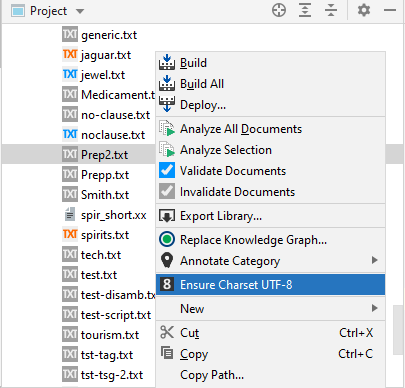 Project
TXT generic.txt
TXT jaguar.txt
TXT jewel.txt
TXT Medicament.t
TXT no-clause.txt
TXT noclause.txt
TXT Prep2.txt
TXT Prepp.txt
TXT Smith.txt
spir_short.xx
TXT spirits.txt
TXT tech.txt
TXT test.txt
TXT test-disamb.tx
TXT test-script.txt
TXT tourism.txt
TXT tst-tag.txt
TXT tst-tsg-2.txt
Build
Build All
Deploy...
Analyze All Documents
Analyze Selection
Validate Documents
Invalidate Documents
Export Library...
Replace Knowledge Graph...
Annotate Category
8 Ensure Charset UTF-8
New
Cut Ctrl+X
Copy Ctrl+C
Copy Path...